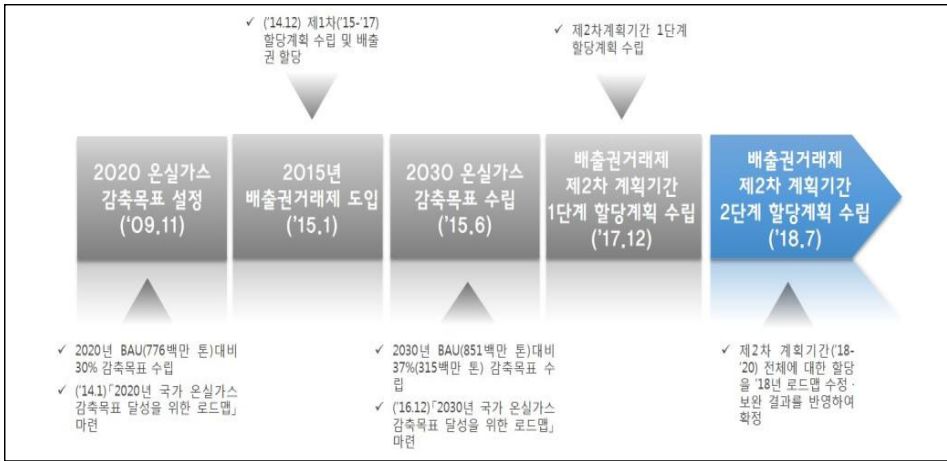 ✓ ('14.12) 제1차('15-'17)
할당계획 수립 및 배출
권 할당
✓ 제2차계획기간 1단계
할당계획 수립
2020 온실가스
감축목표 설정
('09.11)
2015년
배출권거래제 도입
('15.1)
2030 온실가스
감축목표 수립
('15.6)
배출권거래제
제2차 계획기간
1단계 할당계획 수립
('17.12)
배출권거래제
제2차 계획기간
2단계 할당계획 수립
('18.7)
✓ 2020년 BAU(776백만 톤)대비
30% 감축목표 수립
✓ ('14.1)「2020년 국가 온실가스
감축목표 달성을 위한 로드맵」
마련
✓ 2030년 BAU(851백만 톤)대비
37%(315백만 톤) 감축목표 수
립
✓ ('16.12)「2030년 국가 온실가스
감축목표 달성을 위한 로드맵」
마련
✓ 제2차 계획기간('18-
'20) 전체에 대한 할당
을 '18년 로드맵 수정·
보완 결과를 반영하여
확정